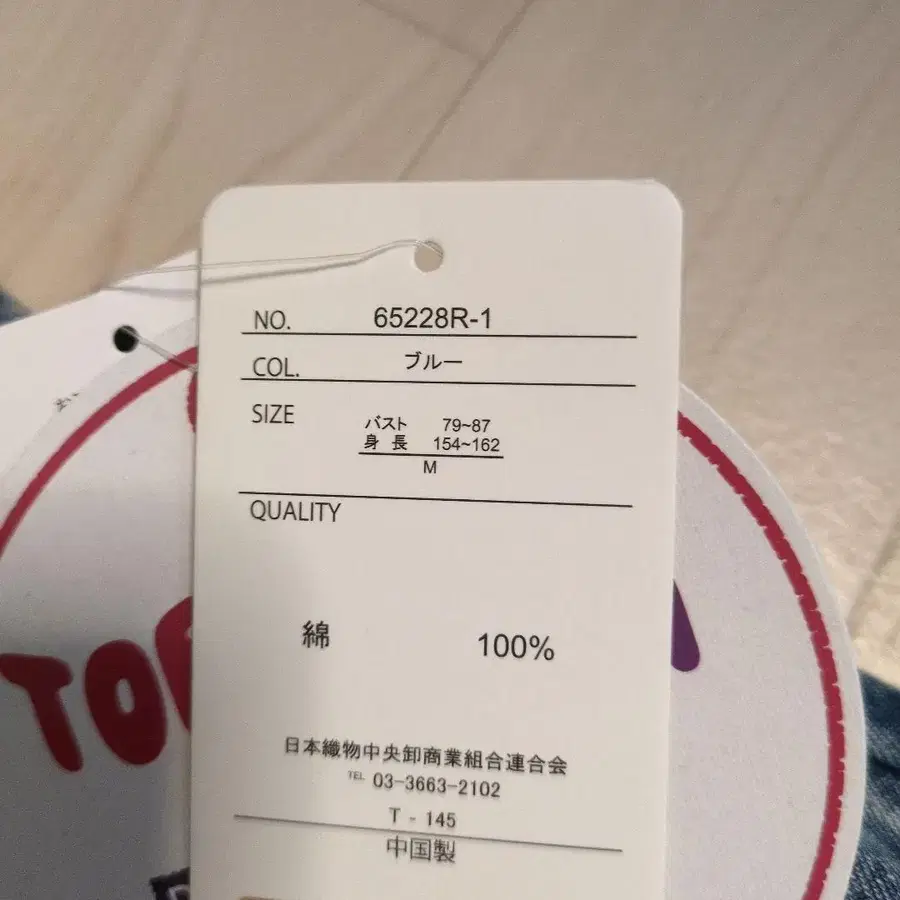 NO. 65228R-1
COL. ブルー
SIZE バスト 79~87
身 長 154~162
M
QUALITY
綿 100%
日本織物中央卸商業組合連合会
TEL 03-3663-2102
T - 145
中国製